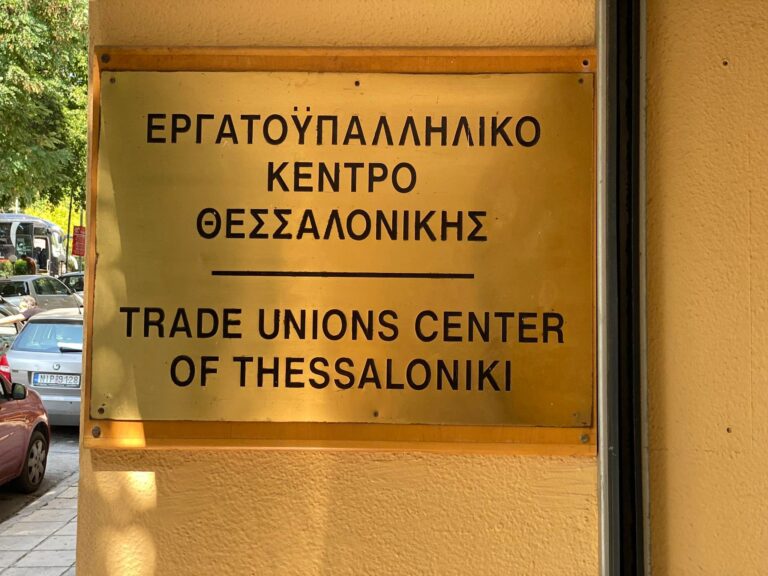 ΕΡΓΑΤΟΫΠΑΛΛΗΛΙΚΟ
ΚΕΝΤΡΟ
ΘΕΣΣΑΛΟΝΙΚΗΣ
TRADE UNIONS CENTER
OF THESSALONIKI